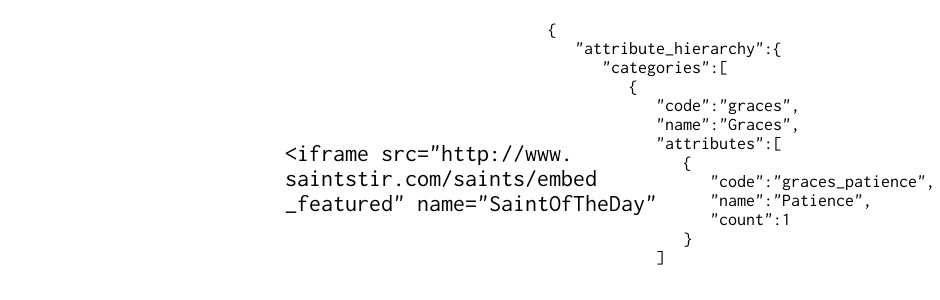 <iframe src="http://www.
saintstir.com/saints/embed
_featured" name="SaintOfTheDay"
{
"attribute_hierarchy":{
"categories":[
{
"code":"graces",
"name":"Graces",
"attributes":[
{
"code":"graces_patience",
"name":"Patience",
"count":1
}
]